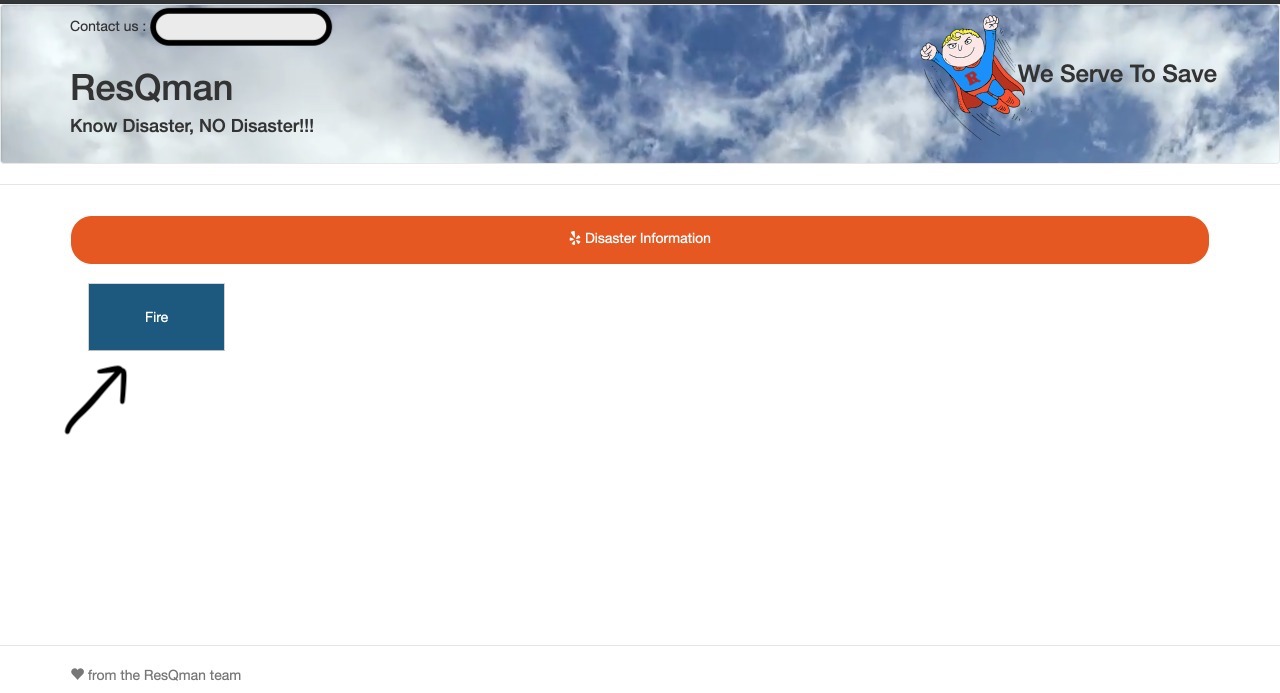 Contact us :
ResQman
Know Disaster, NO Disaster!!!
R
We Serve To Save
Disaster Information
Fire
from the ResQman team